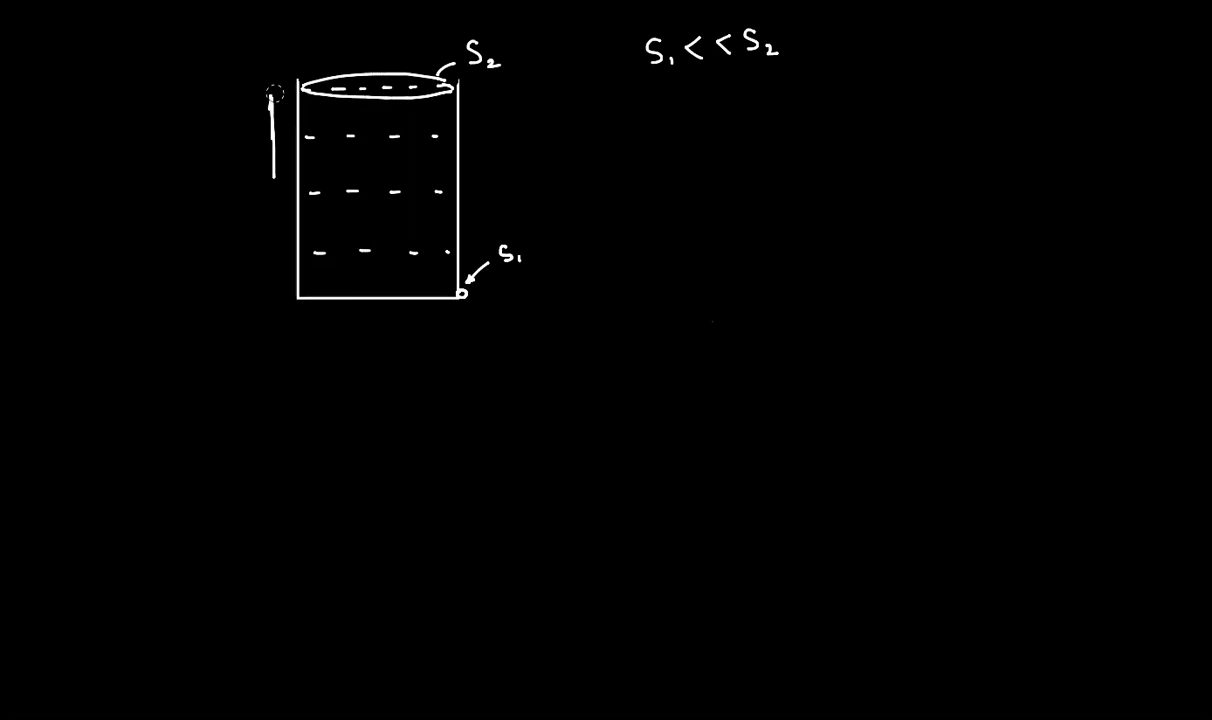 S₂
S₁ < < S₂
S₁